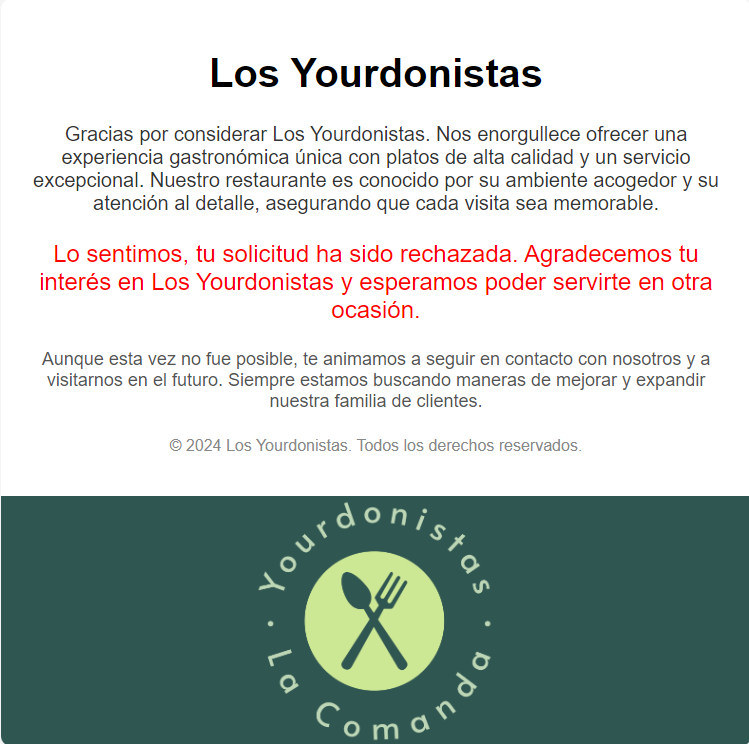 Los Yourdonistas
Gracias por considerar Los Yourdonistas. Nos enorgullece ofrecer una
experiencia gastronómica única con platos de alta calidad y un servicio
excepcional. Nuestro restaurante es conocido por su ambiente acogedor y su
atención al detalle, asegurando que cada visita sea memorable.
Lo sentimos, tu solicitud ha sido rechazada. Agradecemos tu
interés en Los Yourdonistas y esperamos poder servirte en otra
ocasión.
Aunque esta vez no fue posible, te animamos a seguir en contacto con nosotros y a
visitarnos en el futuro. Siempre estamos buscando maneras de mejorar y expandir
nuestra familia de clientes.
© 2024 Los Yourdonistas. Todos los derechos reservados.
Yourdonistas
· La Comanda ·